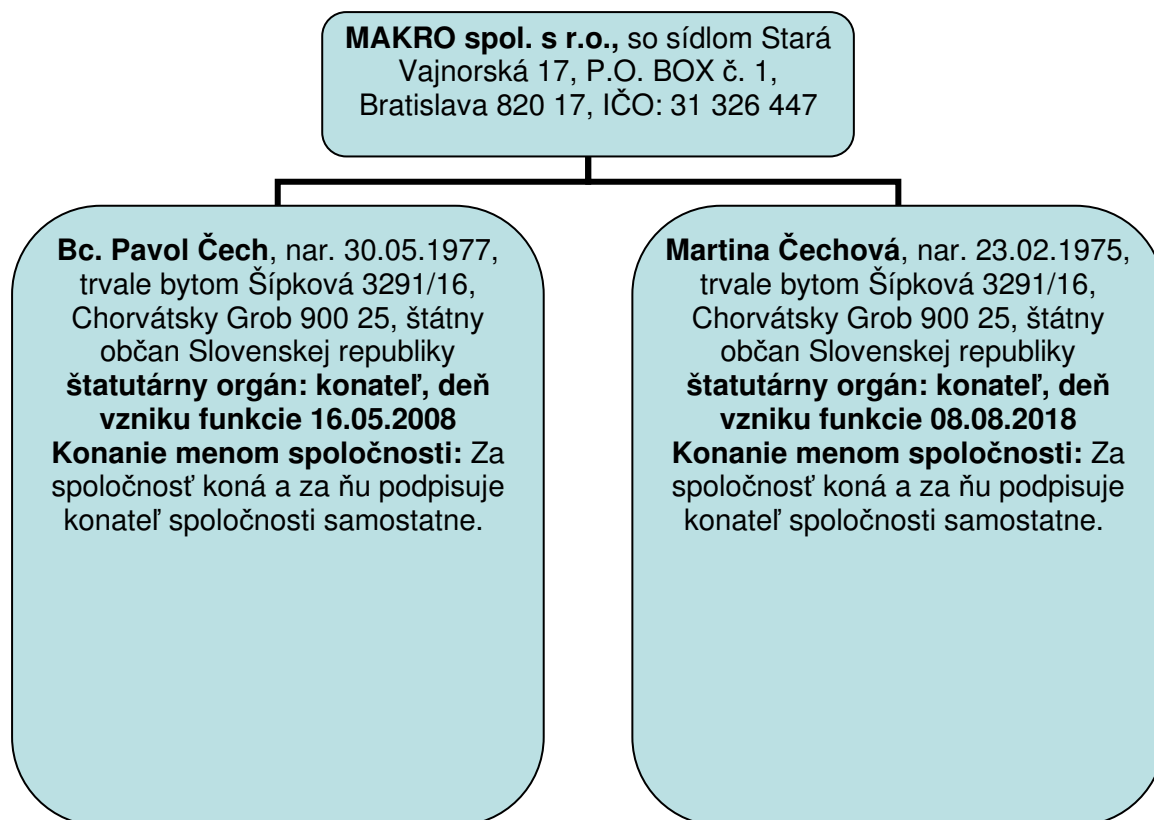 MAKRO spol. s r.o., so sídlom Stará
Vajnorská 17, P.O. BOX č. 1,
Bratislava 820 17, IČO: 31 326 447
Bc. Pavol Čech, nar. 30.05.1977,
trvale bytom Šípková 3291/16,
Chorvátsky Grob 900 25, štátny
občan Slovenskej republiky
štatutárny orgán: konateľ, deň
vzniku funkcie 16.05.2008
Konanie menom spoločnosti: Za
spoločnosť koná a za ňu podpisuje
konateľ spoločnosti samostatne.
Martina Čechová, nar. 23.02.1975,
trvale bytom Šípková 3291/16,
Chorvátsky Grob 900 25, štátny
občan Slovenskej republiky
štatutárny orgán: konateľ, deň
vzniku funkcie 08.08.2018
Konanie menom spoločnosti: Za
spoločnosť koná a za ňu podpisuje
konateľ spoločnosti samostatne.